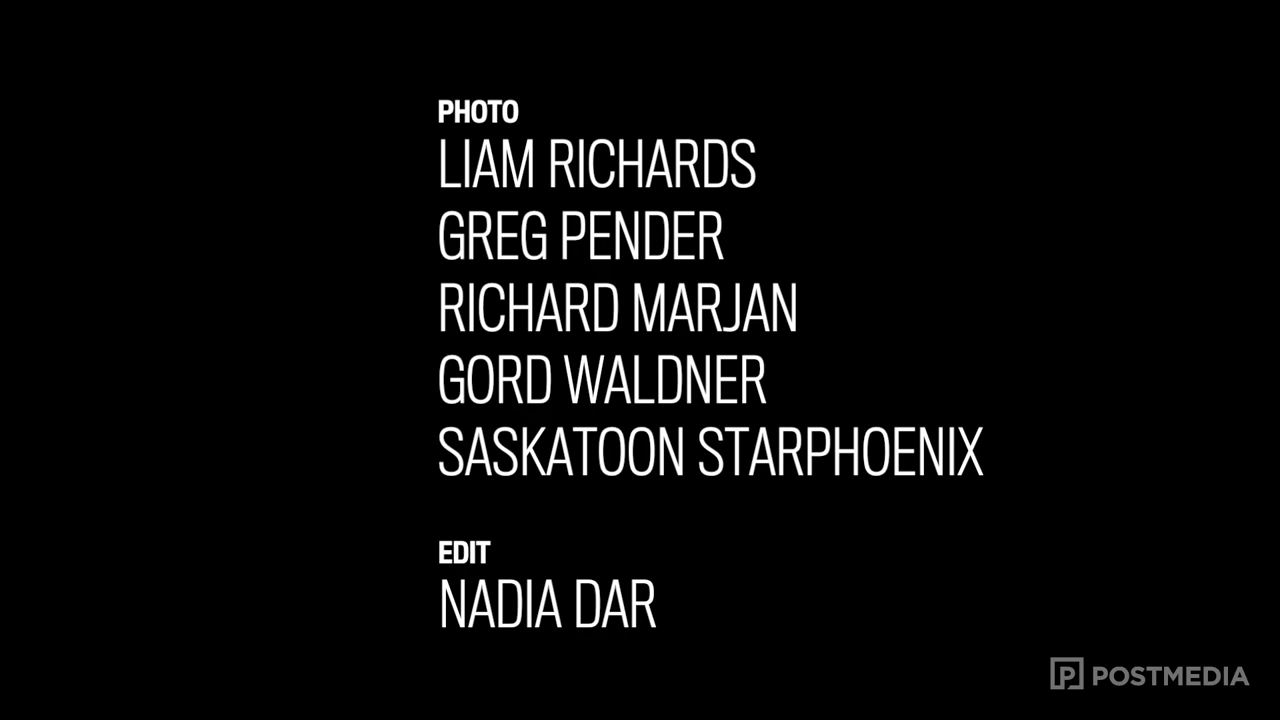 PHOTO
LIAM RICHARDS
GREG PENDER
RICHARD MARJAN
GORD WALDNER
SASKATOON STARPHOENIX
EDIT
NADIA DAR
P POSTMEDIA